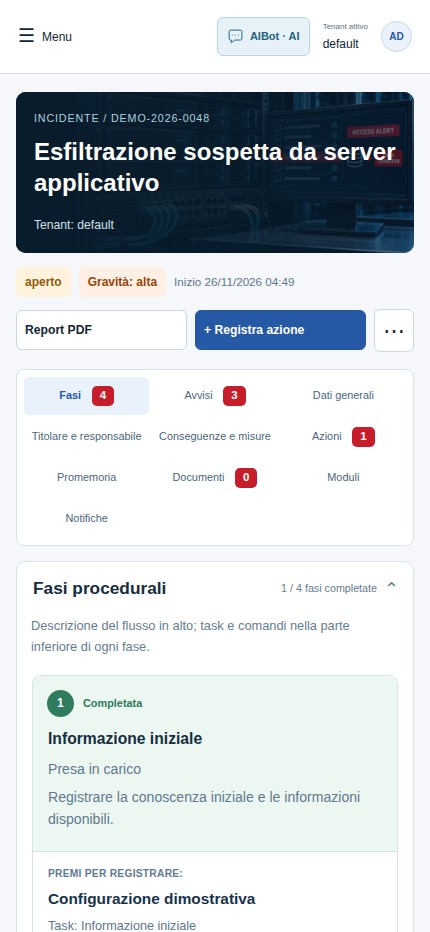 Menu
AIBot · AI
Tenant attivo
default
AD
INCIDENTE / DEMO-2026-0048
ACCESS ALERT
Esfiltrazione sospetta da server
applicativo
Tenant: default
aperto
Gravità: alta
Inizio 26/11/2026 04:49
Report PDF
+ Registra azione
...
Fasi 4
Avvisi 3
Dati generali
Titolare e responsabile
Conseguenze e misure
Azioni 1
Promemoria
Documenti 0
Moduli
Notifiche
Fasi procedurali
1 / 4 fasi completate
Descrizione del flusso in alto; task e comandi nella parte
inferiore di ogni fase.
1 Completata
Informazione iniziale
Presa in carico
Registrare la conoscenza iniziale e le informazioni
disponibili.
PREMI PER REGISTRARE:
Configurazione dimostrativa
Task: Informazione iniziale